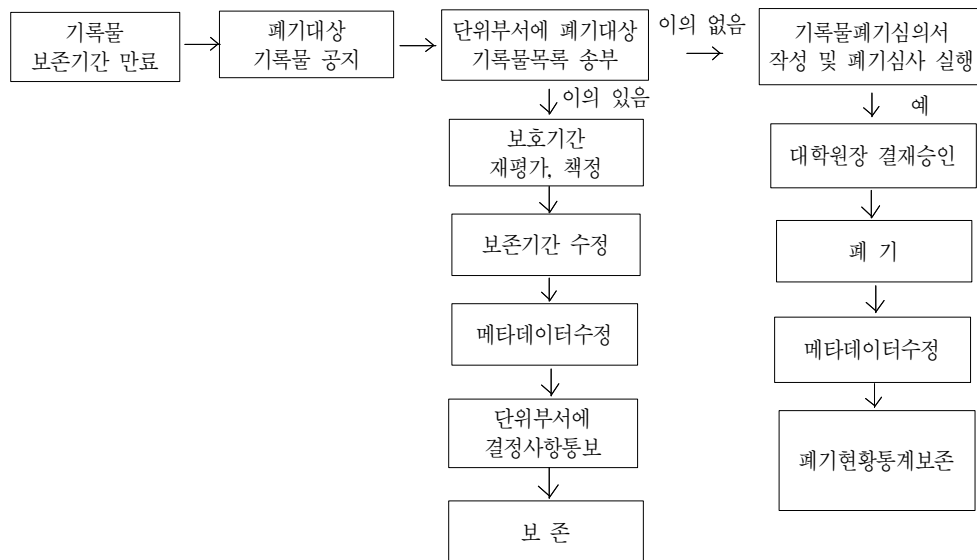 기록물
보존기간 만료
폐기대상
기록물 공지
단위부서에 폐기대상
기록물목록 송부
이의 없음
기록물폐기심의서
작성 및 폐기심사 실행
이의 있음
예
보호기간
재평가, 책정
대학원장 결재승인
보존기간 수정
폐 기
메타데이터수정
메타데이터수정
단위부서에
결정사항통보
폐기현황통계보존
보 존